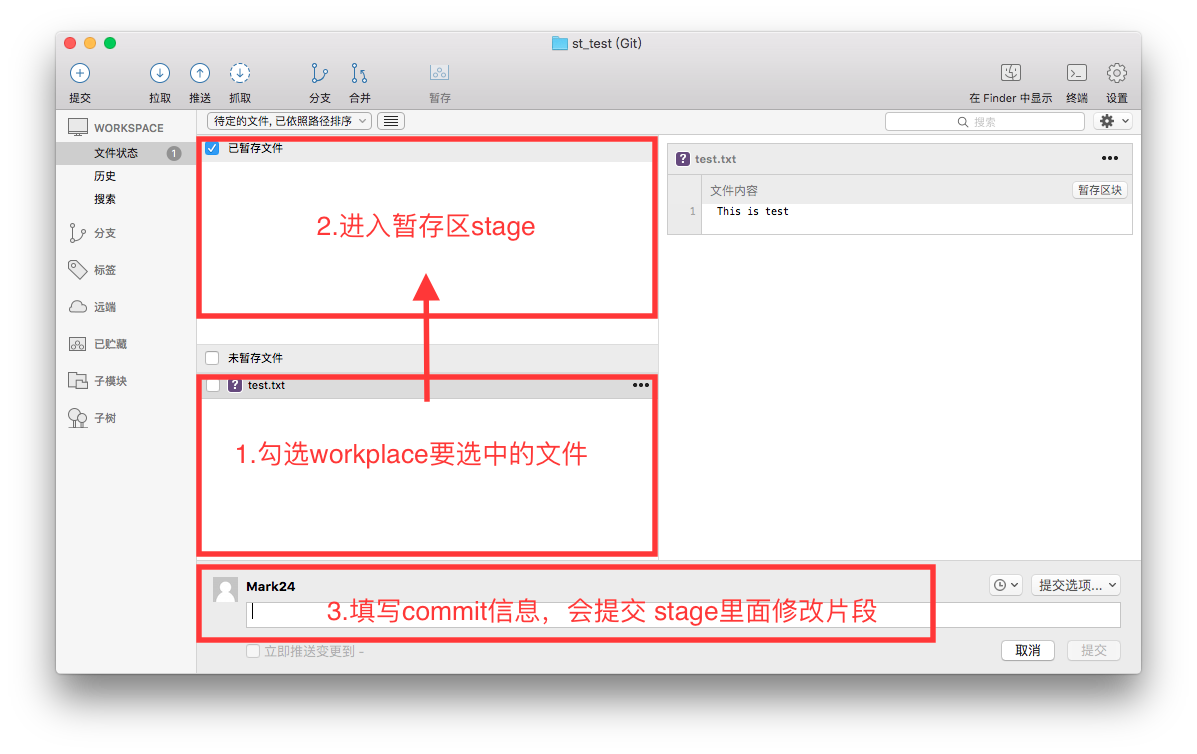 st_test (Git)
提交 拉取 推送 抓取 分支 合并 暂存 在 Finder 中显示 终端 设置
待定的文件, 已依照路径排序
搜索
WORKSPACE
文件状态 1
历史
搜索
分支
标签
远端
已贮藏
子模块
子树
已暂存文件
2.进入暂存区stage
未暂存文件
? test.txt •••
1.勾选workplace要选中的文件
? test.txt •••
文件内容 暂存区块
1 This is test
Mark24
提交选项...
3.填写commit信息，会提交 stage里面修改片段
立即推送变更到 -
取消 提交